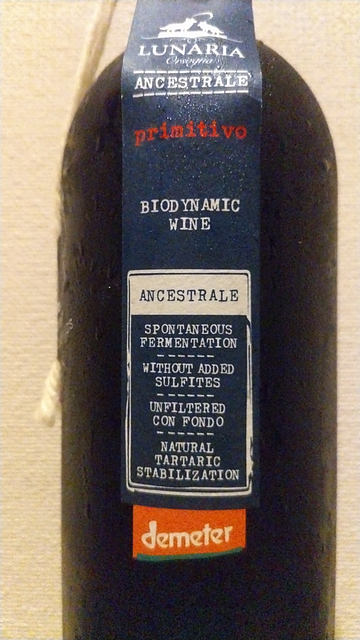 LUNARIA
Orsogna
ANCESTRALE
primitivo
BIODYNAMIC
WINE
ANCESTRALE
SPONTANEOUS
FERMENTATION
WITHOUT ADDED
SULFITES
UNFILTERED
CON FONDO
NATURAL
TARTARIC
STABILIZATION
demeter